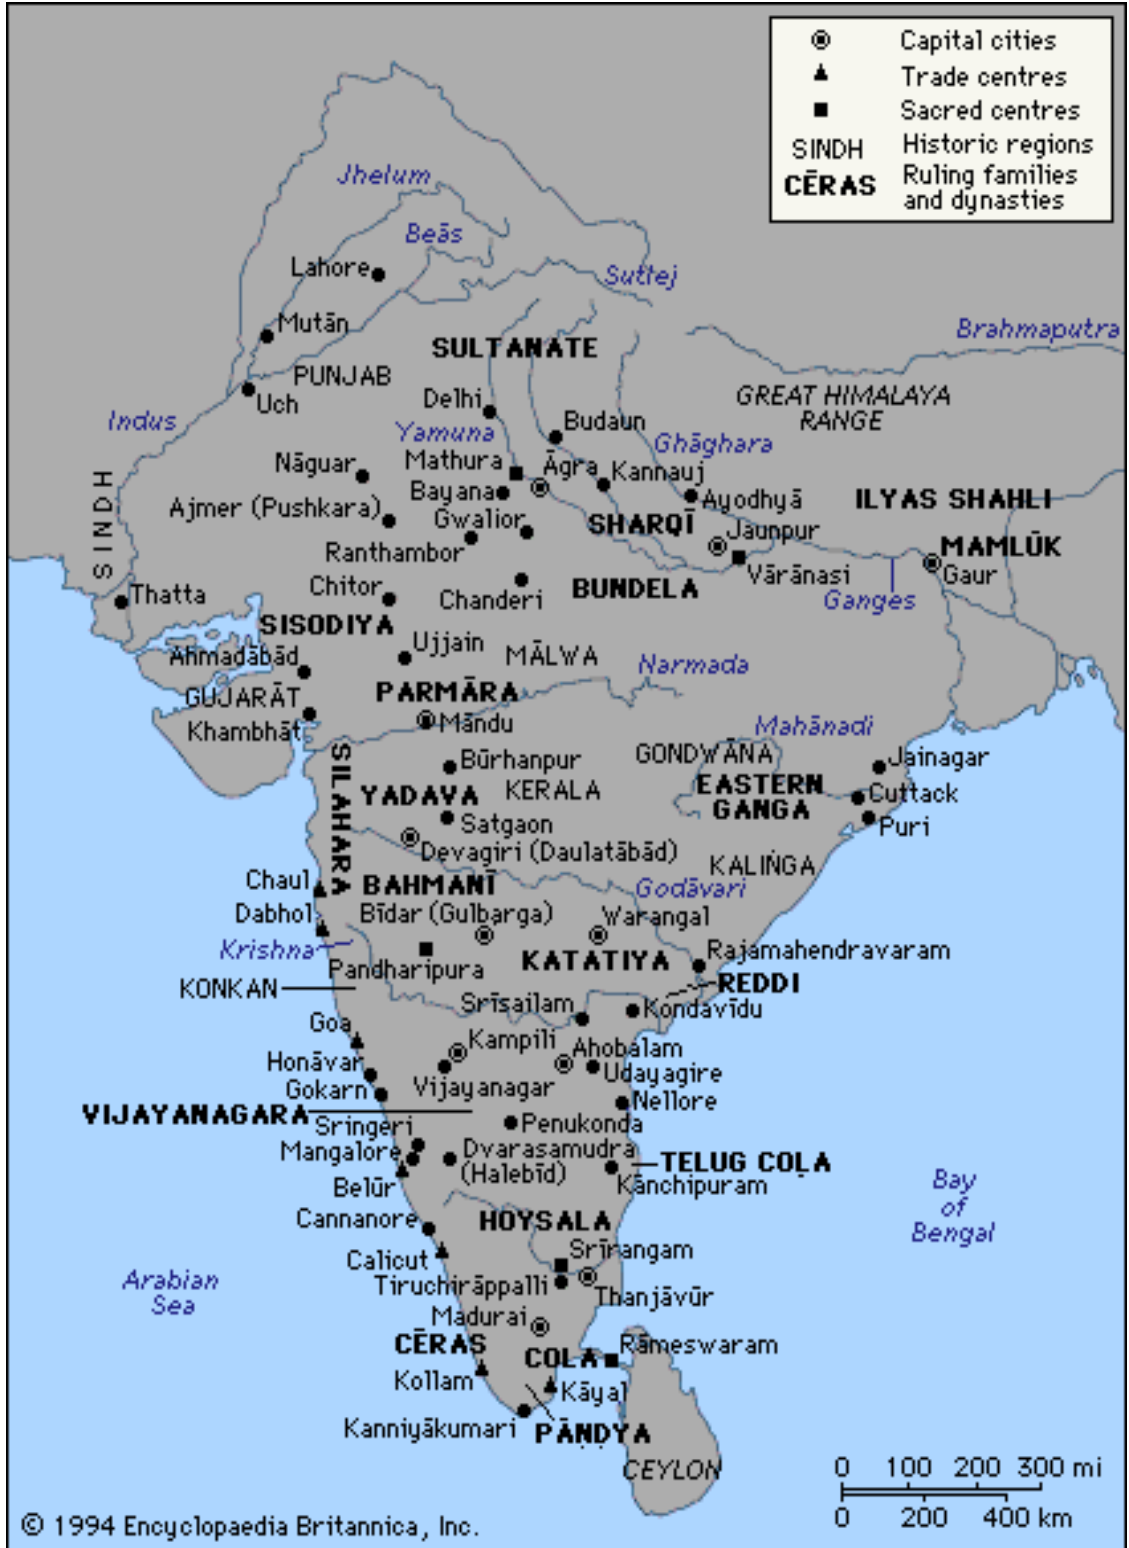 Capital cities
Trade centres
Sacred centres
SINDH Historic regions
CĒRAS Ruling families
and dynasties
Jhelum
Beās
Lahore
Sutlej
Mutān
Brahmaputra
SULTANATE
PUNJAB
Uch
Delhi
GREAT HIMALAYA
RANGE
Indus
Yamuna
Budaun
Ghāghara
Nāguar
Mathura
Āgra
Kannauj
Bayana
Ayodhyā
ILYAS SHAHLI
SINDH
Ajmer (Pushkara)
Gwalior
SHARQĪ
Jaunpur
Ranthambor
MAMLŪK
Vārānasi
Gaur
Thatta
Chitor
Chanderi
BUNDELA
Ganges
SISODIYA
Ahmadābād
Ujjain
MĀLWA
Narmada
GUJARĀT
PARMĀRA
Khambhāt
Māndu
Mahānadi
SILAHARA
Būrhanpur
GONDWĀNA
Jainagar
YADAVA
KERALA
EASTERN
GANGA
Cuttack
Satgaon
Puri
Devagiri (Daulatābād)
KALIṄGA
Chaul
BAHMANĪ
Godāvari
Dabhol
Bīdar (Gulbarga)
Warangal
Krishna
Pandharipura
KATATIYA
Rajamahendravaram
KONKAN
REDDI
Srīsailam
Kondavīdu
Goa
Kampili
Ahobalam
Honāvar
Vijayanagar
Udayagire
Gokarn
Nellore
VIJAYANAGARA
Sringeri
Penukonda
Mangalore
Dvarasamudra
(Halebīd)
TELUG COḶA
Belūr
Kānchipuram
Bay
of
Bengal
Cannanore
HOYSALA
Calicut
Srīrangam
Arabian
Sea
Tiruchirāppalli
Thanjāvūr
Madurai
CĒRAS
COLA
Rāmeswaram
Kollam
Kāyal
Kanniyākumari
PĀṆḌYA
CEYLON
0 100 200 300 mi
0 200 400 km
© 1994 Encyclopaedia Britannica, Inc.